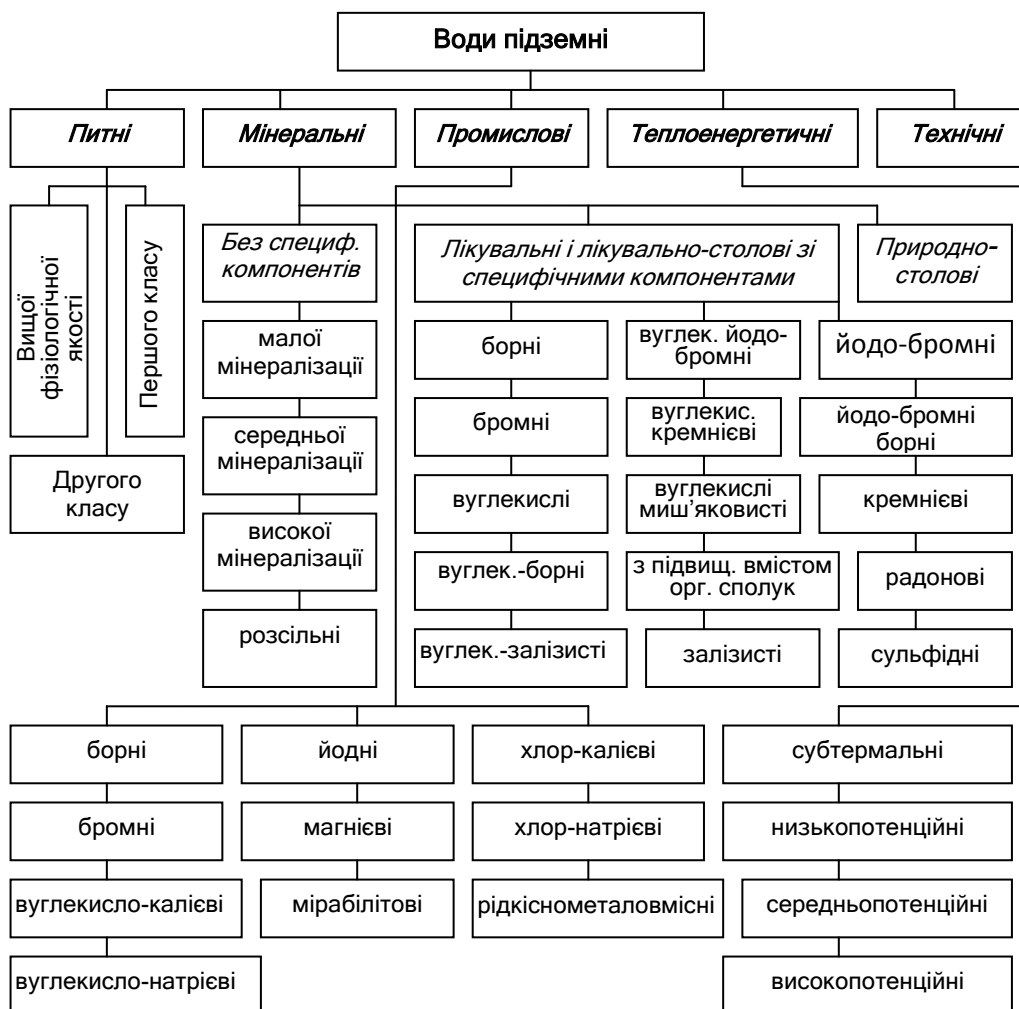 Води підземні
Питні
Мінеральні
Промислові
Теплоенергетичні
Технічні
Вищої
фізіологічної
якості
Першого класу
Другого
класу
Без специф.
компонентів
малої
мінералізації
середньої
мінералізації
високої
мінералізації
розсільні
Лікувальні і лікувально-столові зі
специфічними компонентами
борні
бромні
вуглекислі
вуглек.-борні
вуглек.-залізисті
вуглек. йодо-
бромні
вуглекис.
кремнієві
вуглекислі
миш’яковисті
з підвищ. вмістом
орг. сполук
залізисті
йодо-бромні
йодо-бромні
борні
кремнієві
радонові
сульфідні
Природно-
столові
борні
бромні
вуглекисло-калієві
вуглекисло-натрієві
йодні
магнієві
мірабілітові
хлор-калієві
хлор-натрієві
рідкіснометаловмісні
субтермальні
низькопотенційні
середньопотенційні
високопотенційні